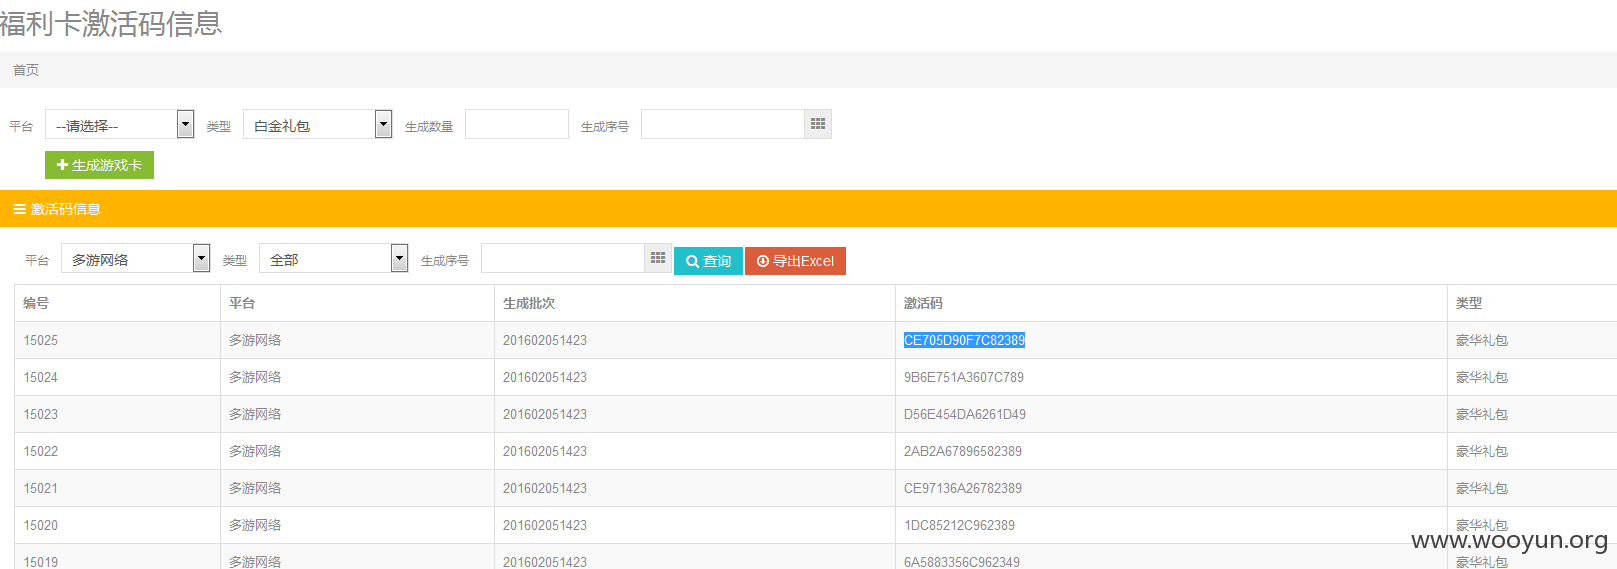 福利卡激活码信息
首页
平台 --请选择-- 类型 白金礼包 生成数量 生成序号
生成游戏卡
激活码信息
平台 多游网络 类型 全部 生成序号 查询 导出Excel
编号 平台 生成批次 激活码 类型
15025 多游网络 201602051423 CE705D90F7C82389 豪华礼包
15024 多游网络 201602051423 9B6E751A3607C789 豪华礼包
15023 多游网络 201602051423 D56E454DA6261D49 豪华礼包
15022 多游网络 201602051423 2AB2A67896582389 豪华礼包
15021 多游网络 201602051423 CE97136A26782389 豪华礼包
15020 多游网络 201602051423 1DC85212C962389 豪华礼包
15019 多游网络 201602051423 6A5883356C962349 豪华礼包
www.wooyun.org